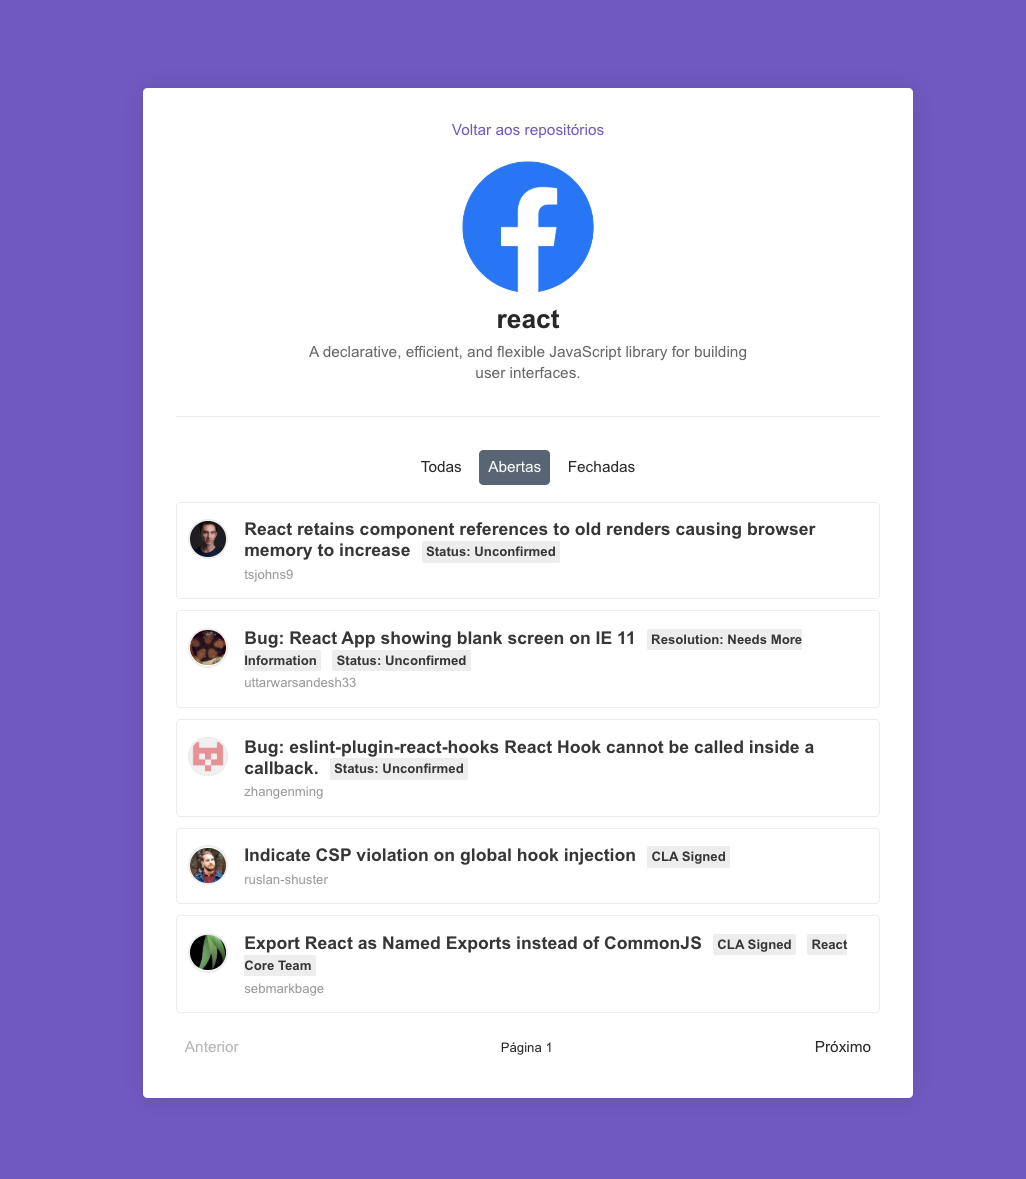 Voltar aos repositórios
react
A declarative, efficient, and flexible JavaScript library for building
user interfaces.
Todas Abertas Fechadas
React retains component references to old renders causing browser
memory to increase Status: Unconfirmed
tsjohns9
Bug: React App showing blank screen on IE 11 Resolution: Needs More
Information Status: Unconfirmed
uttarwarsandesh33
Bug: eslint-plugin-react-hooks React Hook cannot be called inside a
callback. Status: Unconfirmed
zhangenming
Indicate CSP violation on global hook injection CLA Signed
ruslan-shuster
Export React as Named Exports instead of CommonJS CLA Signed React
Core Team
sebmarkbage
Anterior Página 1 Próximo